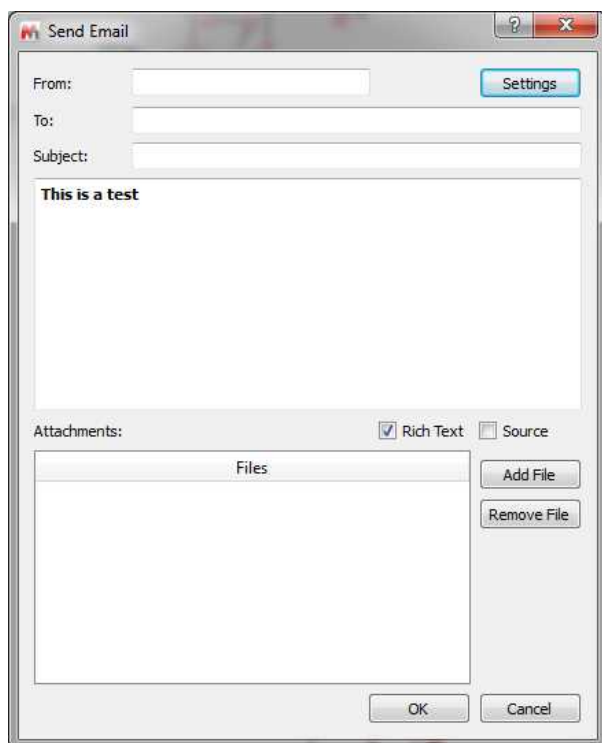 Send Email
From:
Settings
To:
Subject:
This is a test
Attachments:
Rich Text
Source
Files
Add File
Remove File
OK
Cancel